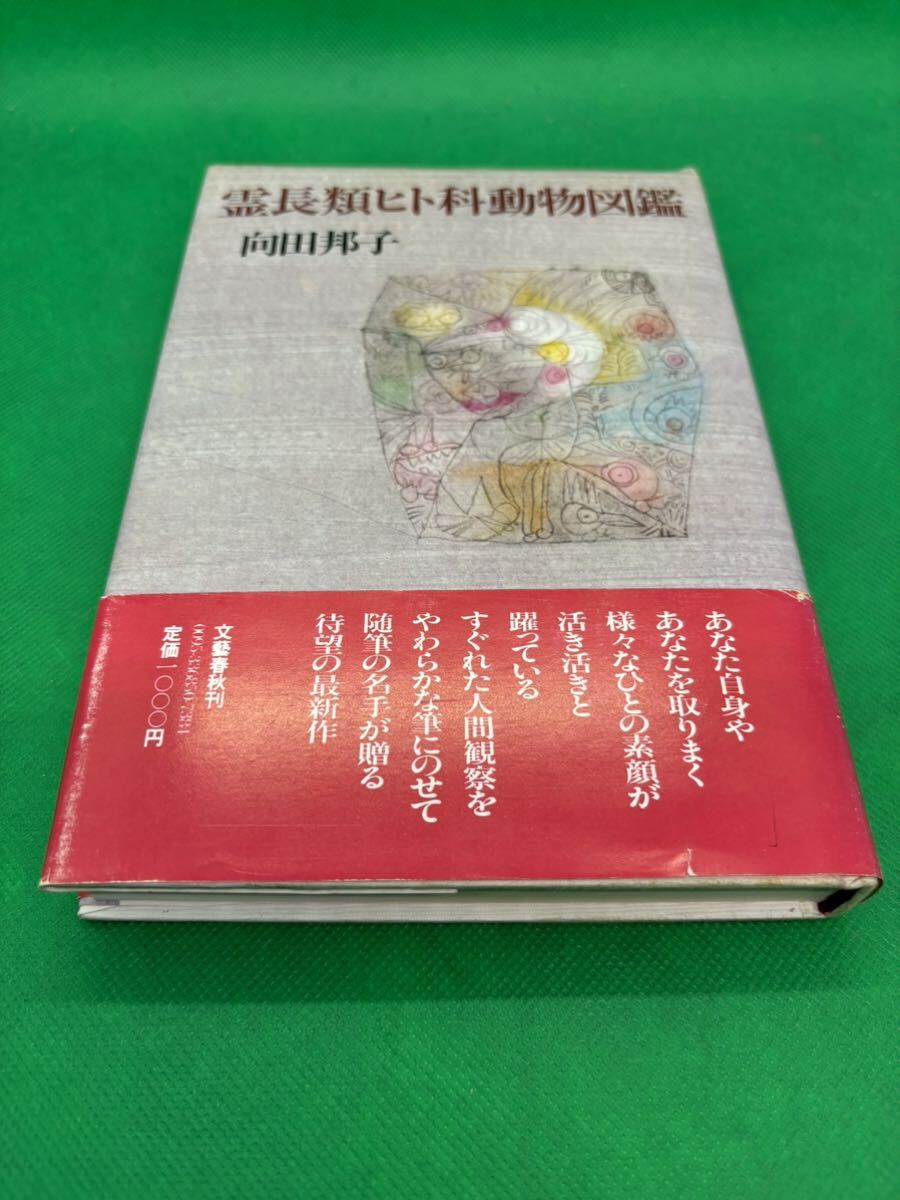 霊長類ヒト科動物図鑑
向田邦子
あなた自身や
あなたを取りまく
様々なひとの素顔が
活き活きと
躍っている
すぐれた人間観察を
やわらかな筆にのせて
随筆の名手が贈る
待望の最新作
文藝春秋刊
定価一〇〇〇円